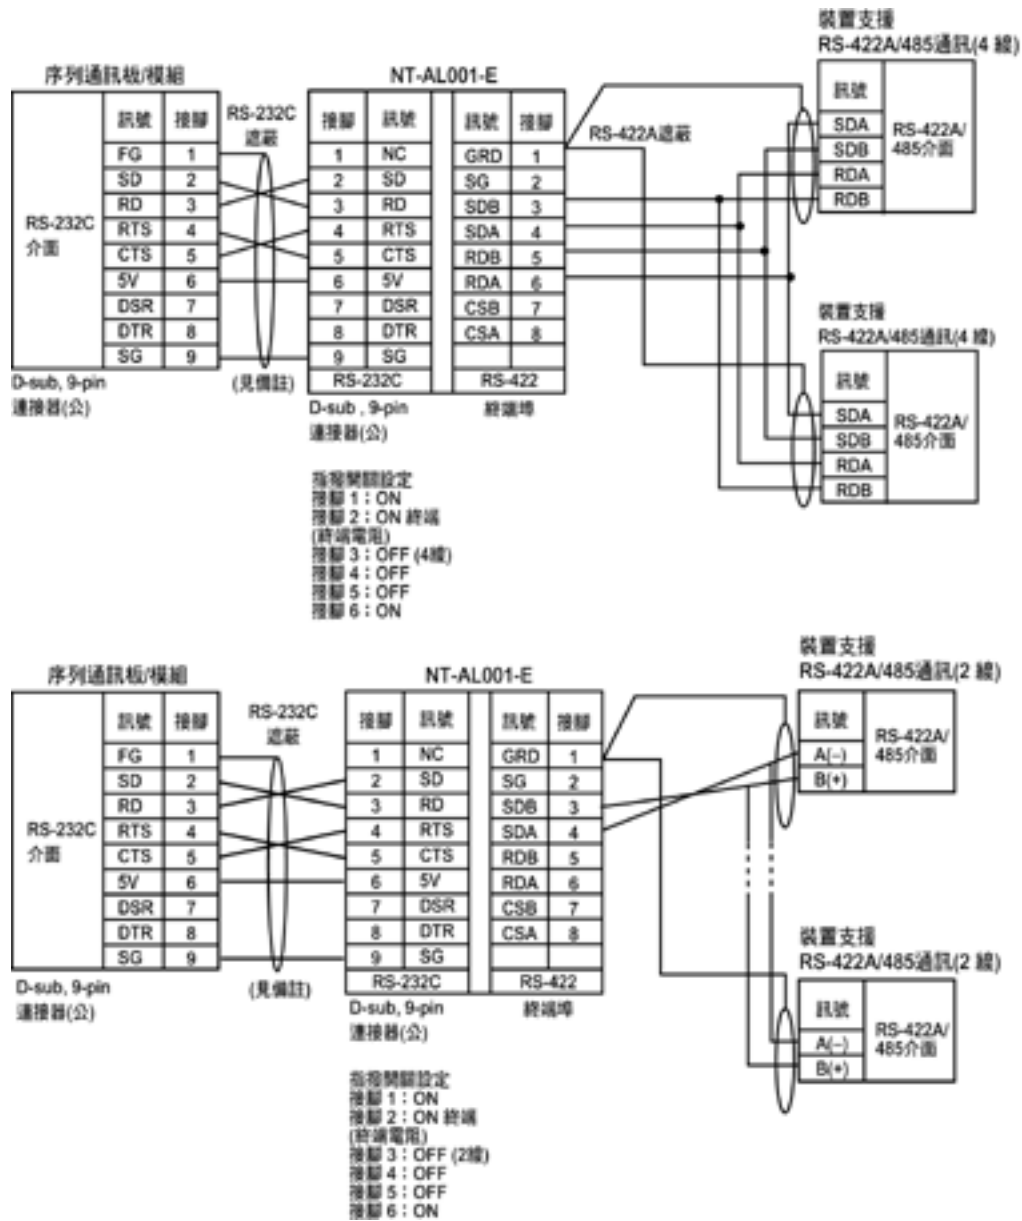 裝置支援
RS-422A/485通訊(4 線)
序列通訊板/模組
NT-AL001-E
訊號 接腳
RS-232C
遮蔽
接腳 訊號
訊號 接腳
RS-422A遮蔽
訊號
SDA
SDB
RDA
RDB
RS-422A/
485介面
RS-232C
介面
FG 1
SD 2
RD 3
RTS 4
CTS 5
5V 6
DSR 7
DTR 8
SG 9
1 NC
2 SD
3 RD
4 RTS
5 CTS
6 5V
7 DSR
8 DTR
9 SG
RS-232C
GRD 1
SG 2
SDB 3
SDA 4
RDB 5
RDA 6
CSB 7
CSA 8
RS-422
D-sub, 9-pin
連接器(公)
(見備註)
D-sub , 9-pin
連接器(公)
終端埠
裝置支援
RS-422A/485通訊(4 線)
訊號
SDA
SDB
RDA
RDB
RS-422A/
485介面
指撥開關設定
接腳 1：ON
接腳 2：ON 終端
(終端電阻)
接腳 3：OFF (4線)
接腳 4：OFF
接腳 5：OFF
接腳 6：ON
裝置支援
RS-422A/485通訊(2 線)
序列通訊板/模組
NT-AL001-E
訊號 接腳
RS-232C
遮蔽
接腳 訊號
訊號 接腳
訊號
A(−)
B(+)
RS-422A/
485介面
RS-232C
介面
FG 1
SD 2
RD 3
RTS 4
CTS 5
5V 6
DSR 7
DTR 8
SG 9
1 NC
2 SD
3 RD
4 RTS
5 CTS
6 5V
7 DSR
8 DTR
9 SG
RS-232C
GRD 1
SG 2
SDB 3
SDA 4
RDB 5
RDA 6
CSB 7
CSA 8
RS-422
D-sub, 9-pin
連接器(公)
(見備註)
D-sub, 9-pin
連接器(公)
終端埠
裝置支援
RS-422A/485通訊(2 線)
訊號
A(−)
B(+)
RS-422A/
485介面
指撥開關設定
接腳 1：ON
接腳 2：ON 終端
(終端電阻)
接腳 3：OFF (2線)
接腳 4：OFF
接腳 5：OFF
接腳 6：ON